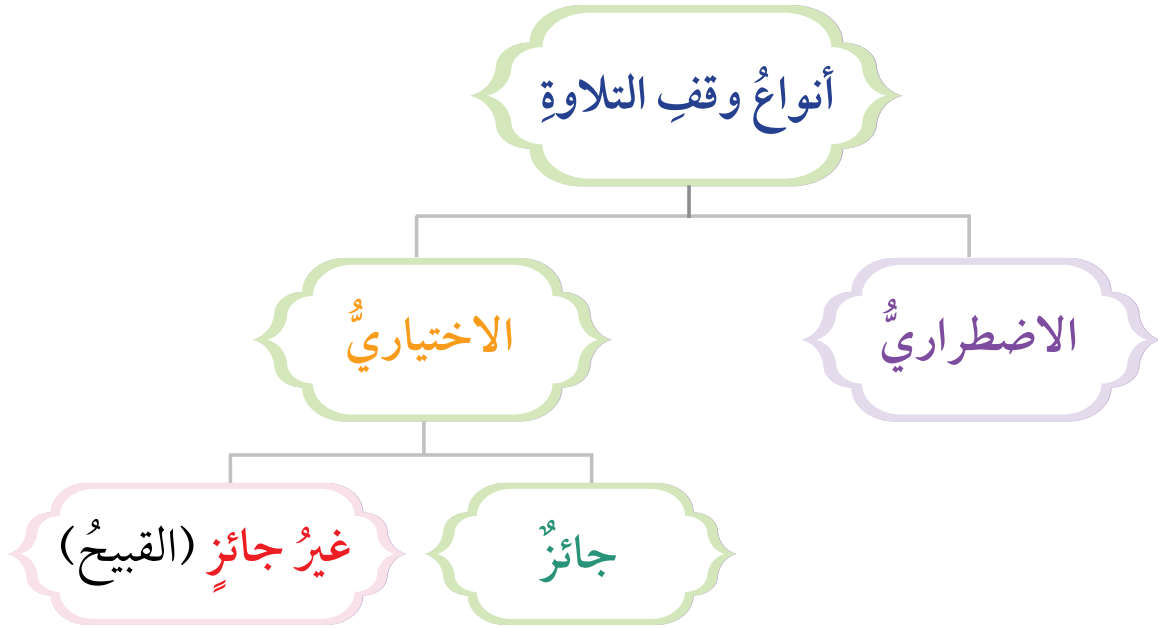 أنواعُ وقفِ التلاوةِ
الاضطراريُّ
الاختياريُّ
جائزٌ
غيرُ جائزٍ (القبيحُ)